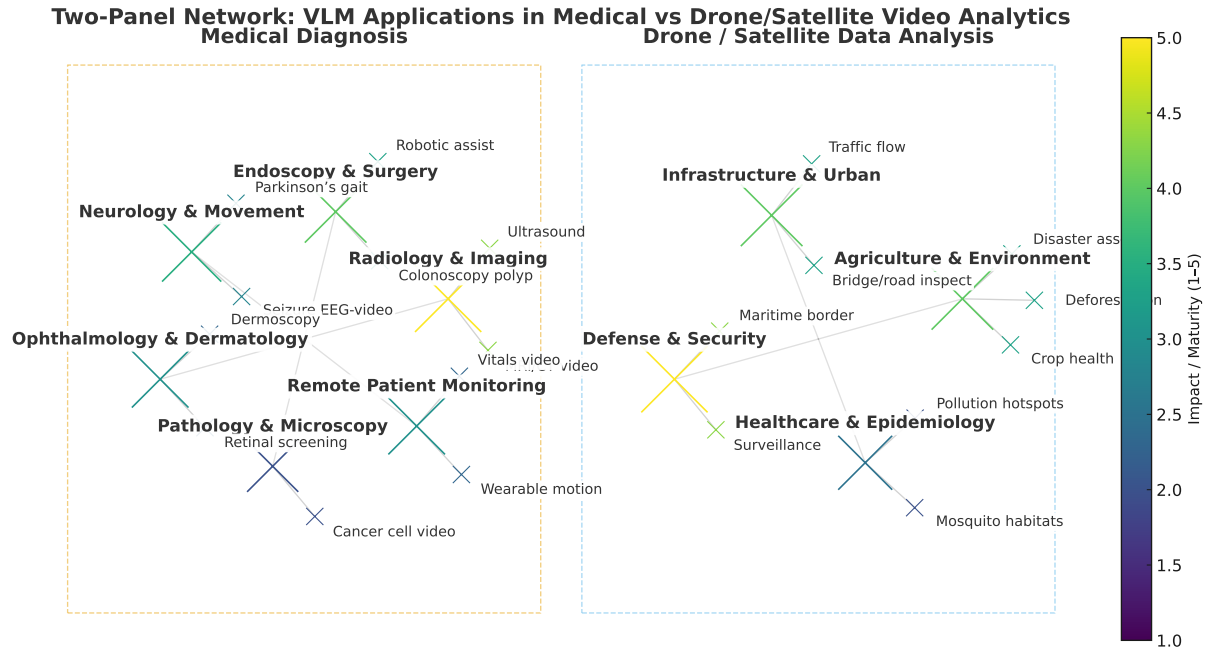 Two-Panel Network: VLM Applications in Medical vs Drone/Satellite Video Analytics
Medical Diagnosis
Robotic assist
Endoscopy & Surgery
Parkinson's gait
Neurology & Movement
Ultrasound
Radiology & Imaging
Colonoscopy polyp
Seizure EEG-video
Dermoscopy
Ophthalmology & Dermatology
Vitals video
video
Remote Patient Monitoring
Pathology & Microscopy
Retinal screening
Wearable motion
Cancer cell video
Drone / Satellite Data Analysis
Traffic flow
Infrastructure & Urban
Disaster ass
Agriculture & Environment
Bridge/road inspect
Defores
Maritime border
Defense & Security
Crop health
Pollution hotspots
Healthcare & Epidemiology
Surveillance
Mosquito habitats
5.0
4.5
4.0
3.5
3.0
2.5
2.0
1.5
1.0
Impact / Maturity (1–5)